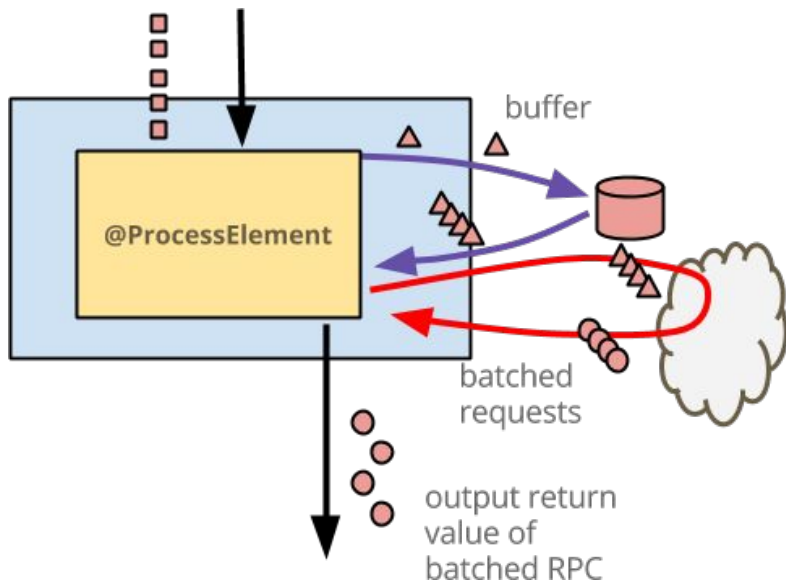 buffer
@ProcessElement
batched
requests
output return
value of
batched RPC